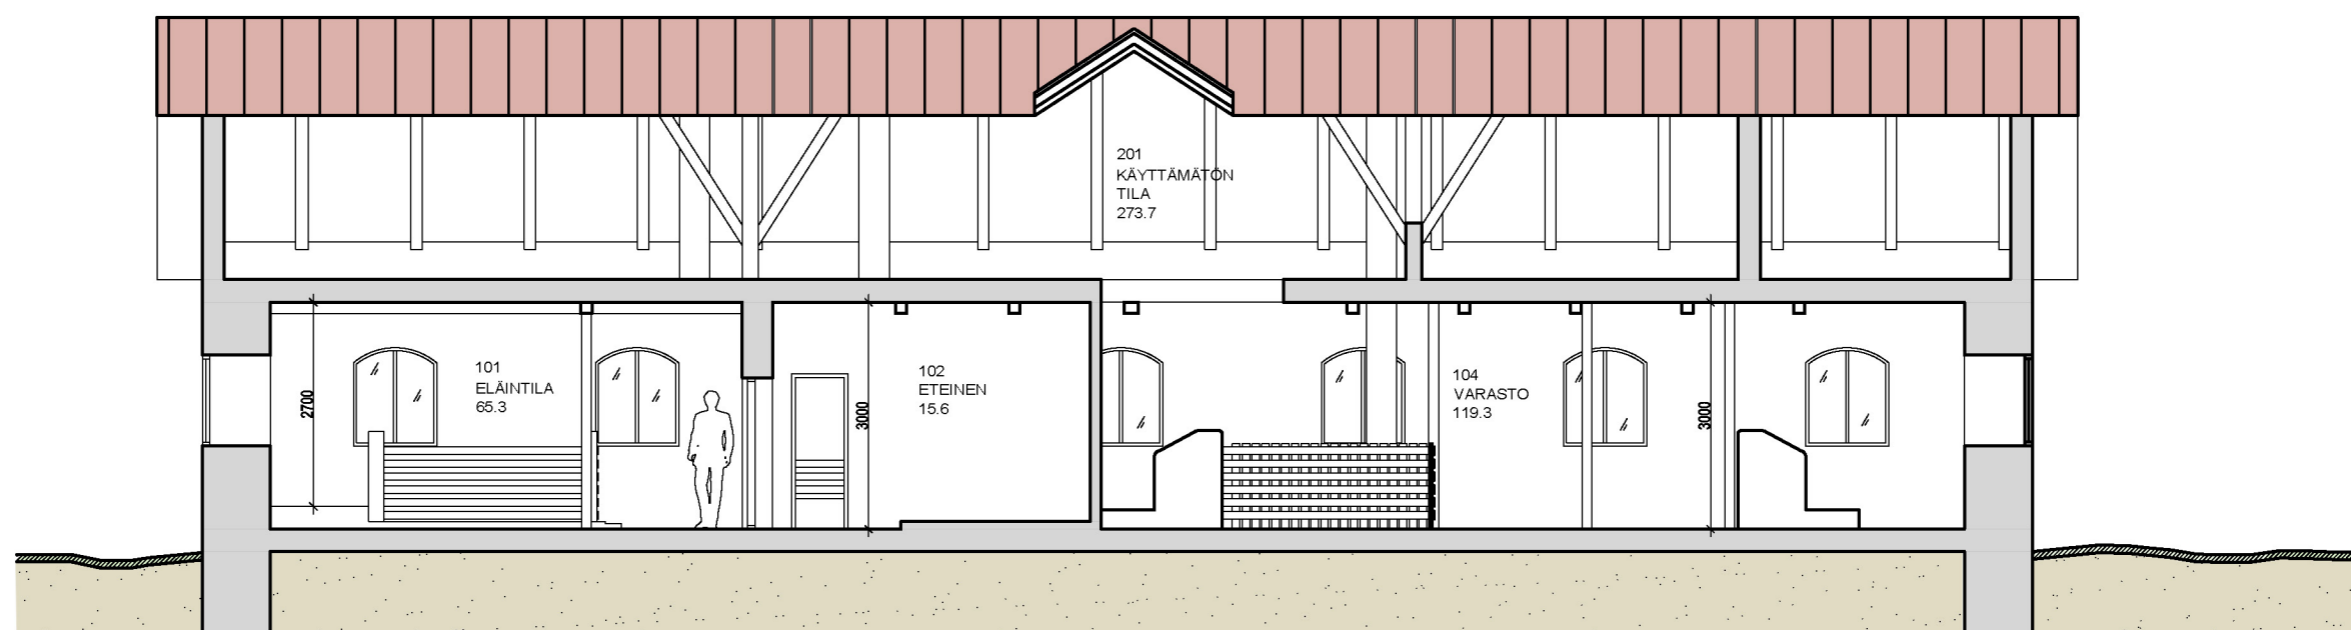 201
KÄYTTÄMÄTÖN
TILA
273.7
101
ELÄINTILA
65.3
2700
102
ETEINEN
15.6
3000
104
VARASTO
119.3
3000